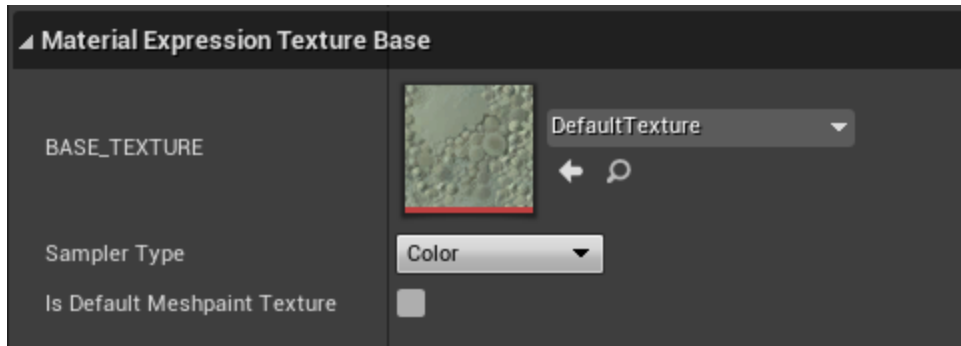 Material Expression Texture Base
BASE_TEXTURE
DefaultTexture
Sampler Type
Color
Is Default Meshpaint Texture